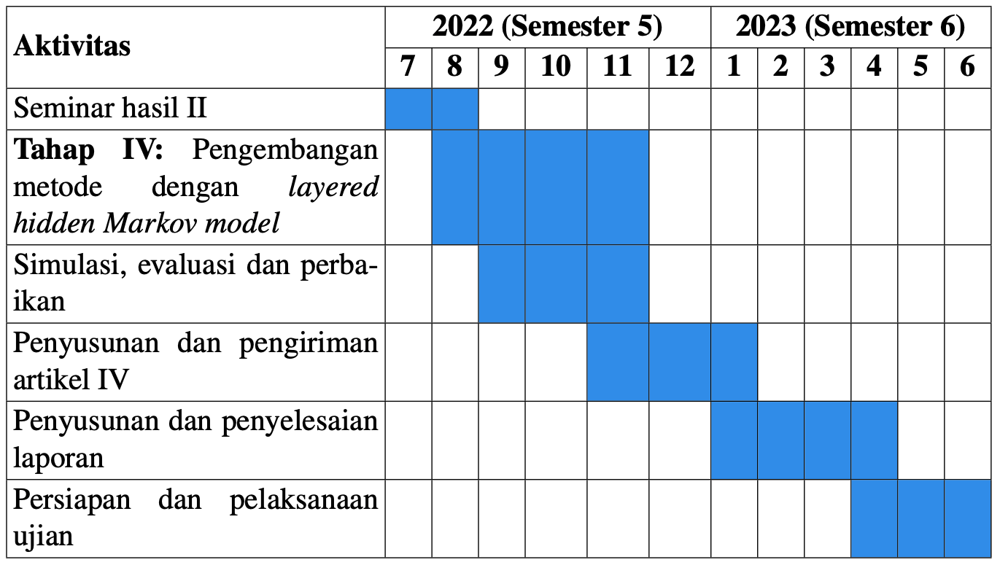 Aktivitas
2022 (Semester 5) 2023 (Semester 6)
7 8 9 10 11 12 1 2 3 4 5 6
Seminar hasil II
Tahap IV: Pengembangan
metode dengan layered
hidden Markov model
Simulasi, evaluasi dan perba-
ikan
Penyusunan dan pengiriman
artikel IV
Penyusunan dan penyelesaian
laporan
Persiapan dan pelaksanaan
ujian